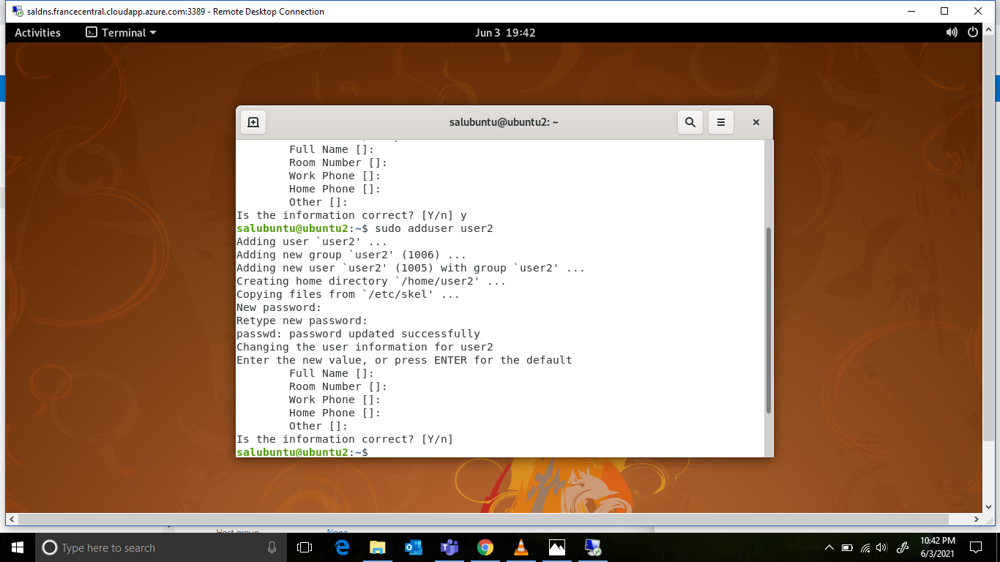 saldns.francecentral.cloudapp.azure.com:3389 - Remote Desktop Connection
Activities Terminal Jun 3 19:42
salubuntu@ubuntu2: ~
Full Name []:
Room Number []:
Work Phone []:
Home Phone []:
Other []:
Is the information correct? [Y/n] y
salubuntu@ubuntu2:~$ sudo adduser user2
Adding user `user2' ...
Adding new group `user2' (1006) ...
Adding new user `user2' (1005) with group `user2' ...
Creating home directory `/home/user2' ...
Copying files from `/etc/skel' ...
New password:
Retype new password:
passwd: password updated successfully
Changing the user information for user2
Enter the new value, or press ENTER for the default
Full Name []:
Room Number []:
Work Phone []:
Home Phone []:
Other []:
Is the information correct? [Y/n]
salubuntu@ubuntu2:~$
Host group None
Type here to search
10:42 PM
6/3/2021